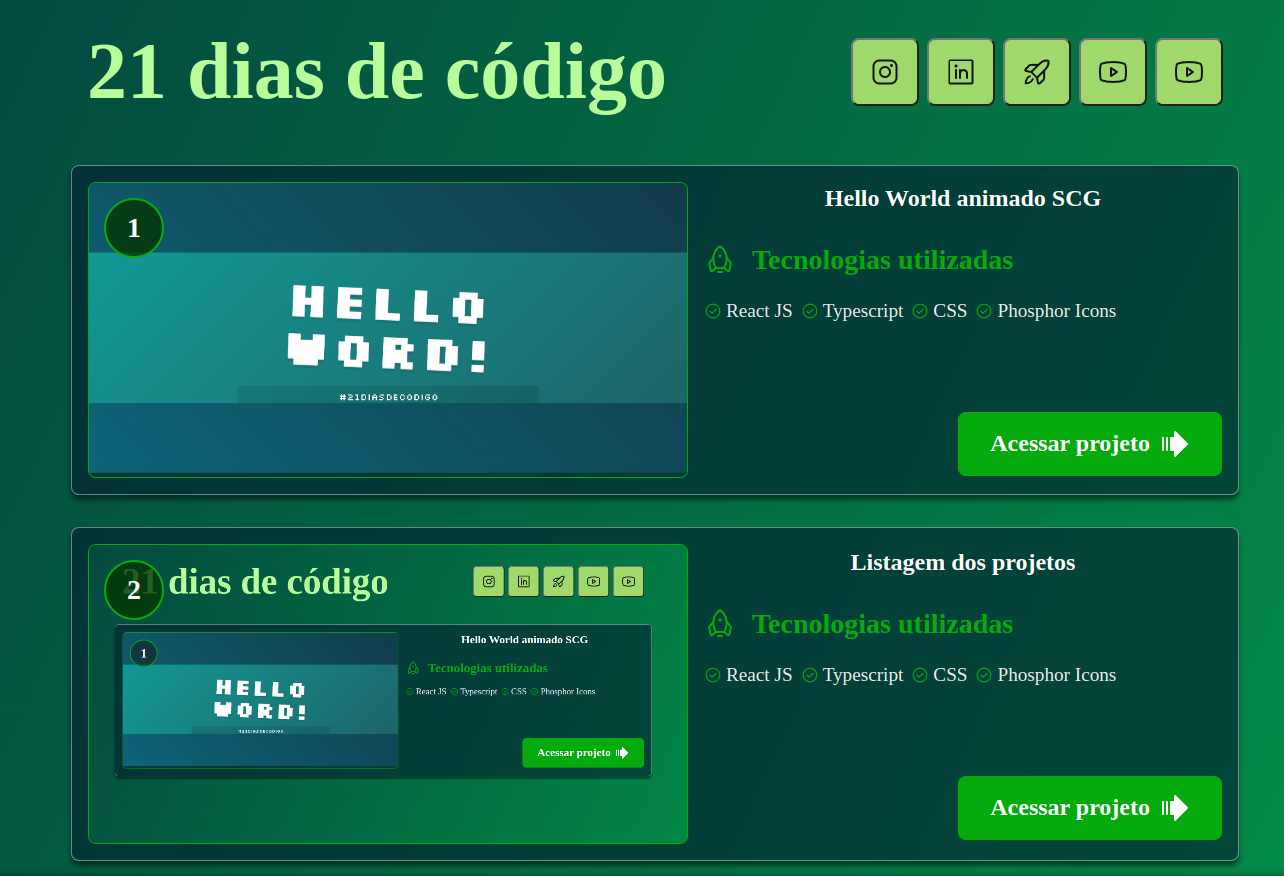 21 dias de código
1
HELLO
WORD!
#21DIASDECODIGO
Hello World animado SCG
Tecnologias utilizadas
React JS Typescript CSS Phosphor Icons
Acessar projeto
2
21 dias de código
1
HELLO
WORD!
#21DIASDECODIGO
Hello World animado SCG
Tecnologias utilizadas
React JS Typescript CSS Phosphor Icons
Acessar projeto
Listagem dos projetos
Tecnologias utilizadas
React JS Typescript CSS Phosphor Icons
Acessar projeto